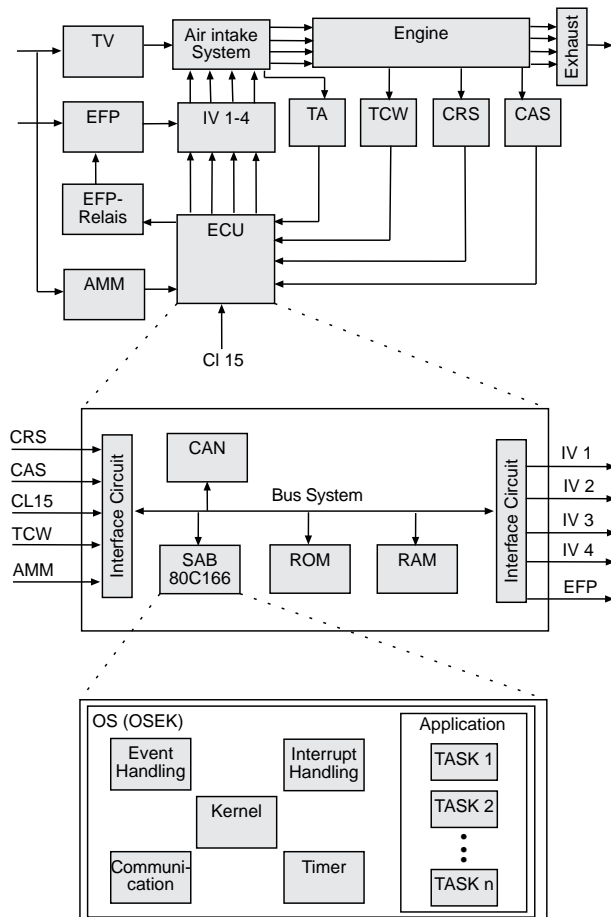 TV
Air intake
System
Engine
Exhaust
EFP
IV 1-4
TA
TCW
CRS
CAS
EFP-
Relais
ECU
AMM
Cl 15
CRS
CAS
CL15
TCW
AMM
Interface Circuit
CAN
Bus System
SAB
80C166
ROM
RAM
Interface Circuit
IV 1
IV 2
IV 3
IV 4
EFP
OS (OSEK)
Event
Handling
Interrupt
Handling
Kernel
Communi-
cation
Timer
Application
TASK 1
TASK 2
TASK n